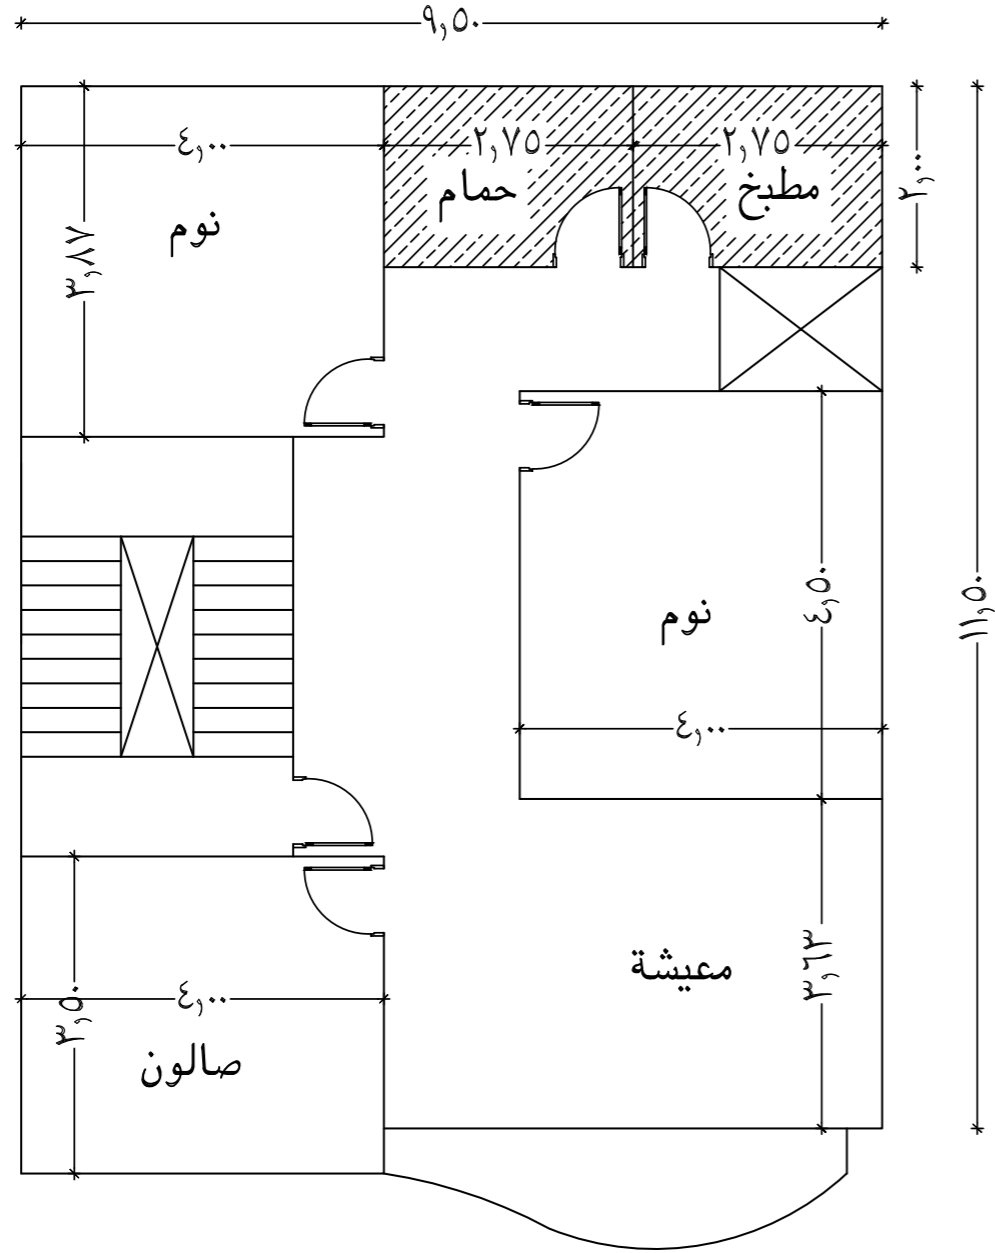 ٩,٥٠
٤,٠٠
٢,٧٥
٢,٧٥
حمام
مطبخ
٢,٠٠
نوم
٣,٨٧
٤,٥٠
نوم
١١,٥٠
٤,٠٠
معيشة
٣,٦٣
٤,٠٠
٣,٥٠
صالون